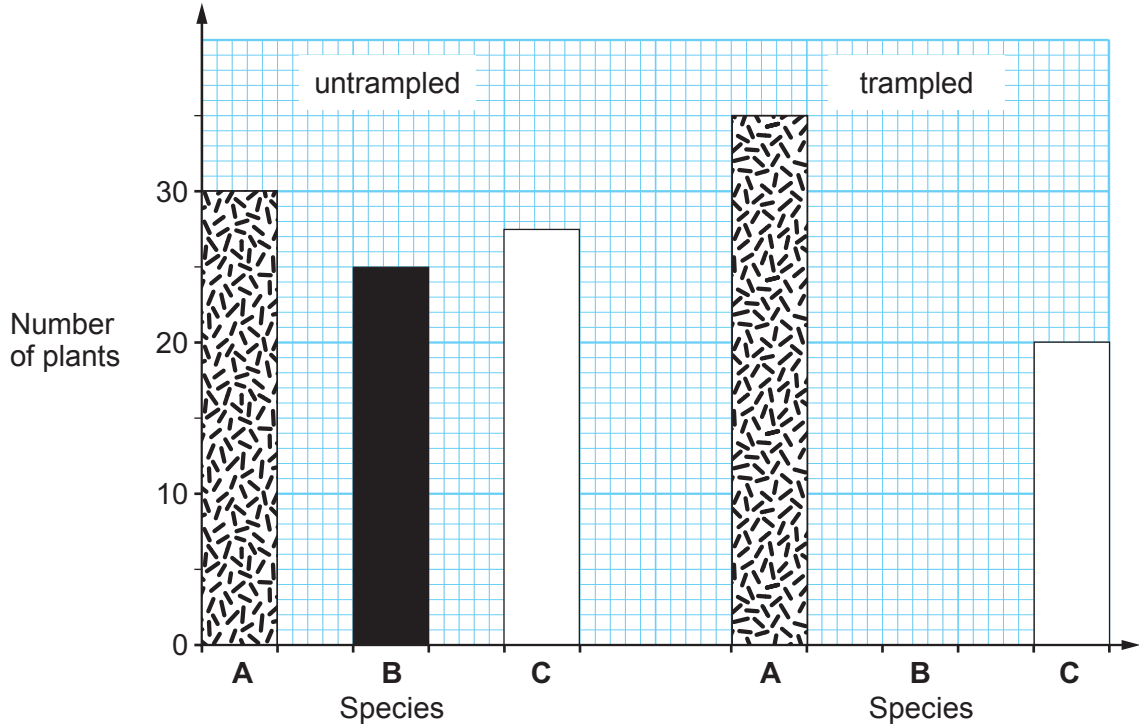 untrampled
trampled
30
Number
of plants
20
10
0
A B C A B C
Species Species